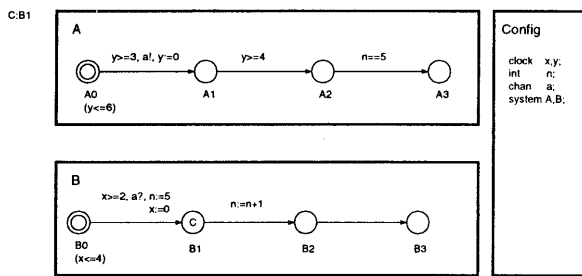 C:B1
A
y>=3, a!, y:=0
y>=4
n==5
A0
A1
A2
A3
(y<=6)
B
x>=2, a?, n:=5
x:=0
n:=n+1
C
B0
B1
B2
B3
(x<=4)
Config
clock x,y;
int n;
chan a;
system A,B;